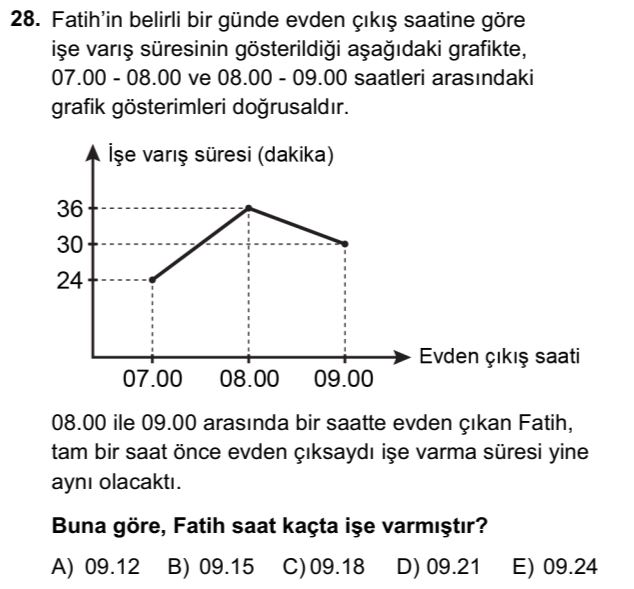 28. Fatih'in belirli bir günde evden çıkış saatine göre
işe varış süresinin gösterildiği aşağıdaki grafikte,
07.00 - 08.00 ve 08.00 - 09.00 saatleri arasındaki
grafik gösterimleri doğrusaldır.
İşe varış süresi (dakika)
36
30
24
Evden çıkış saati
07.00 08.00 09.00
08.00 ile 09.00 arasında bir saatte evden çıkan Fatih,
tam bir saat önce evden çıksaydı işe varma süresi yine
aynı olacaktı.
Buna göre, Fatih saat kaçta işe varmıştır?
A) 09.12 B) 09.15 C) 09.18 D) 09.21 E) 09.24